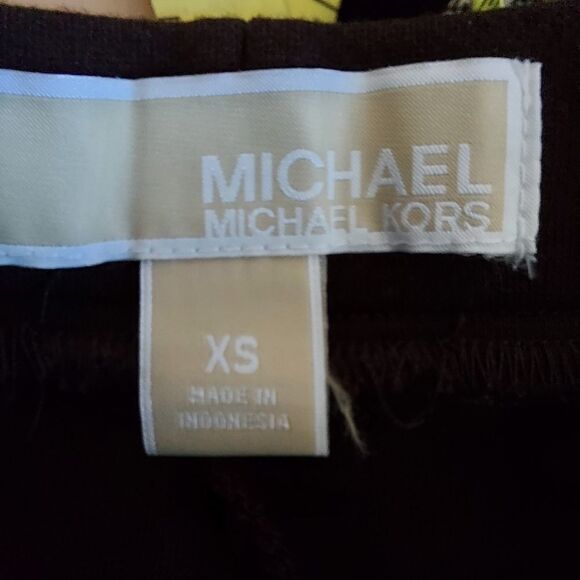 MICHAEL
MICHAEL KORS
XS
MADE IN
INDONESIA